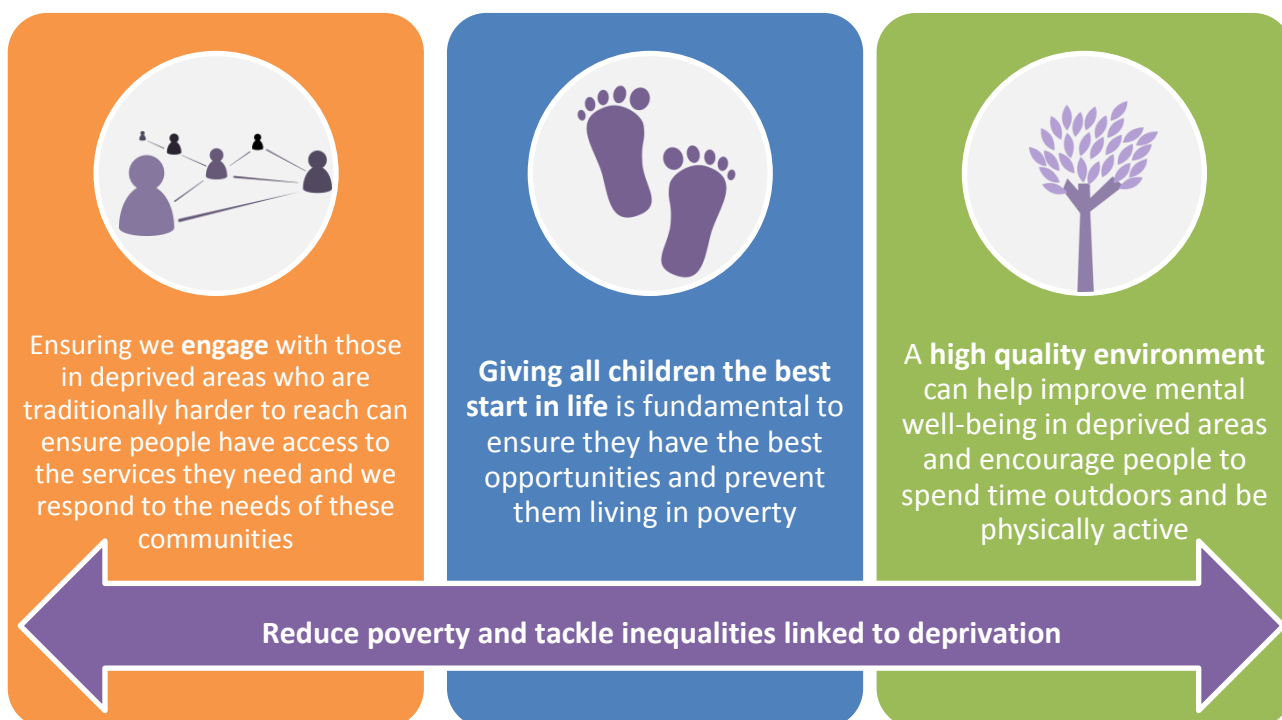 Ensuring we engage with those
in deprived areas who are
traditionally harder to reach can
ensure people have access to
the services they need and we
respond to the needs of these
communities
Giving all children the best
start in life is fundamental to
ensure they have the best
opportunities and prevent
them living in poverty
A high quality environment
can help improve mental
well-being in deprived areas
and encourage people to
spend time outdoors and be
physically active
Reduce poverty and tackle inequalities linked to deprivation